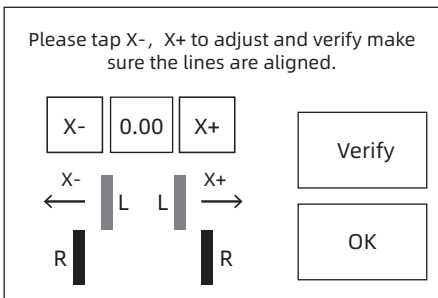 Please tap X-, X+ to adjust and verify make
sure the lines are aligned.
X- 0.00 X+
Verify
X- X+
L L
OK
R R